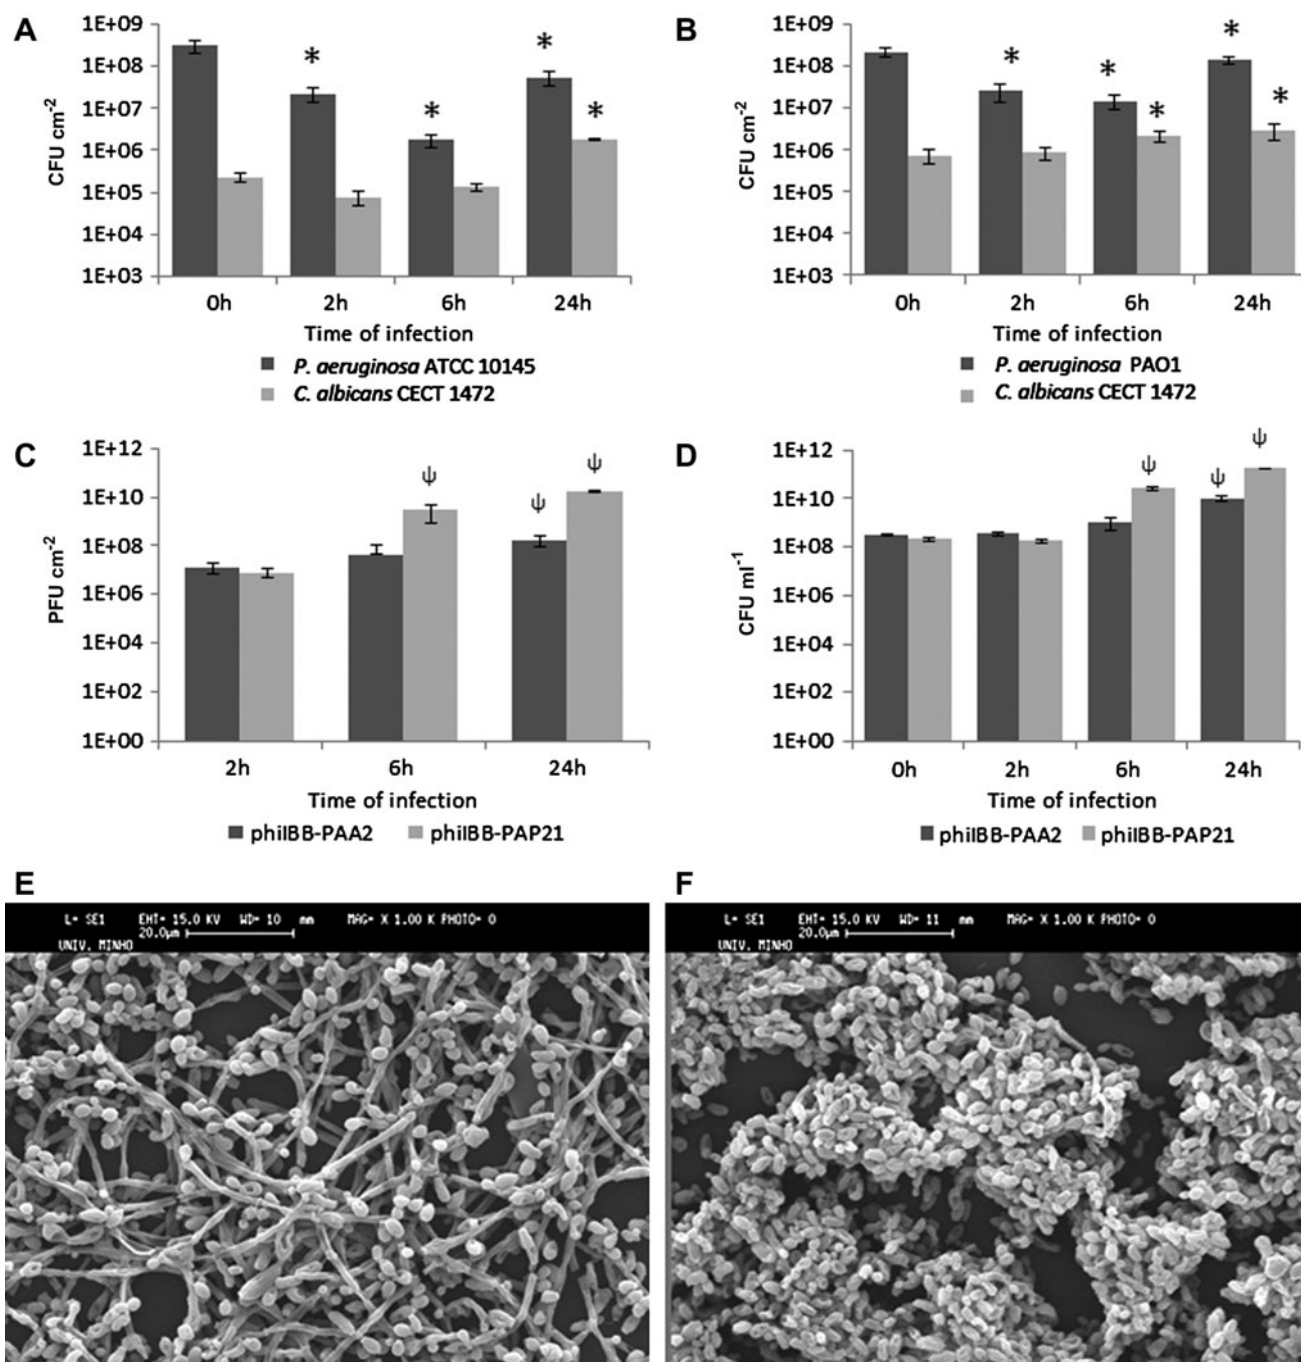 A
1E+09
1E+08
1E+07
1E+06
1E+05
1E+04
1E+03
CFU cm-2
* * * * *
0h 2h 6h 24h
Time of infection
P. aeruginosa ATCC 10145
C. albicans CECT 1472
B
1E+09
1E+08
1E+07
1E+06
1E+05
1E+04
1E+03
CFU cm-2
* * * * *
0h 2h 6h 24h
Time of infection
P. aeruginosa PAO1
C. albicans CECT 1472
C
1E+12
1E+10
1E+08
1E+06
1E+04
1E+02
1E+00
PFU cm-2
ψ ψ ψ
2h 6h 24h
Time of infection
phiIBB-PAA2 phiIBB-PAP21
D
1E+12
1E+10
1E+08
1E+06
1E+04
1E+02
1E+00
CFU ml-1
ψ ψ ψ
0h 2h 6h 24h
Time of infection
phiIBB-PAA2 phiIBB-PAP21
E
L= SE1 EHT= 15.0 KV WD= 10 mm MAG= X 1.00 K PHOTO= 0
20.0µm
UNIV. MINHO
F
L= SE1 EHT= 15.0 KV WD= 11 mm MAG= X 1.00 K PHOTO= 0
20.0µm
UNIV. MINHO